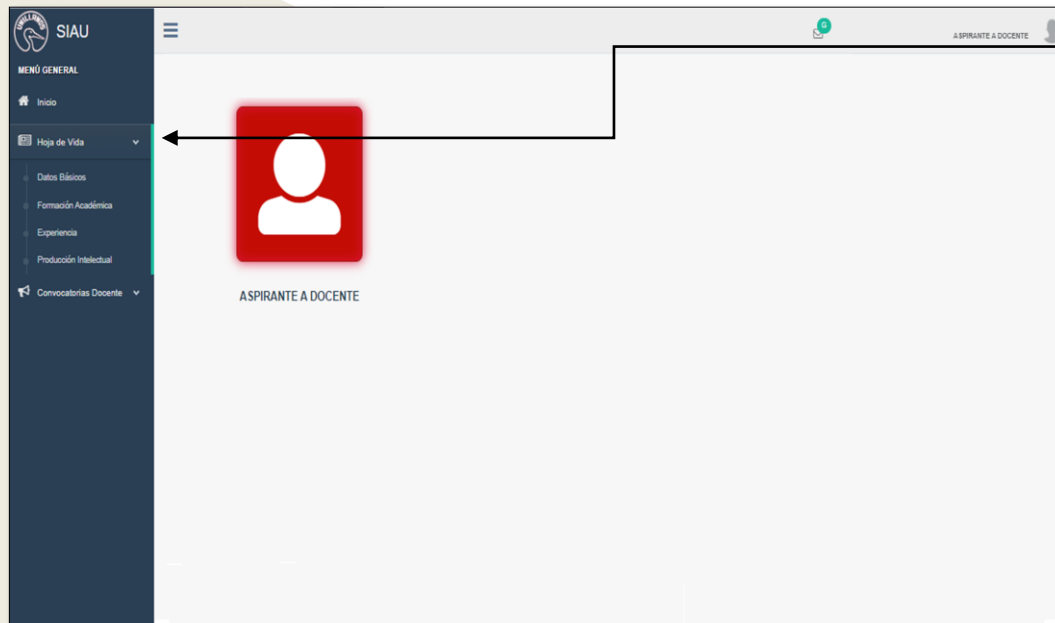 UNILLANOS
SIAU
G
ASPIRANTE A DOCENTE
MENÚ GENERAL
Inicio
Hoja de Vida
Datos Básicos
Formación Académica
Experiencia
Producción Intelectual
Convocatorias Docente
ASPIRANTE A DOCENTE